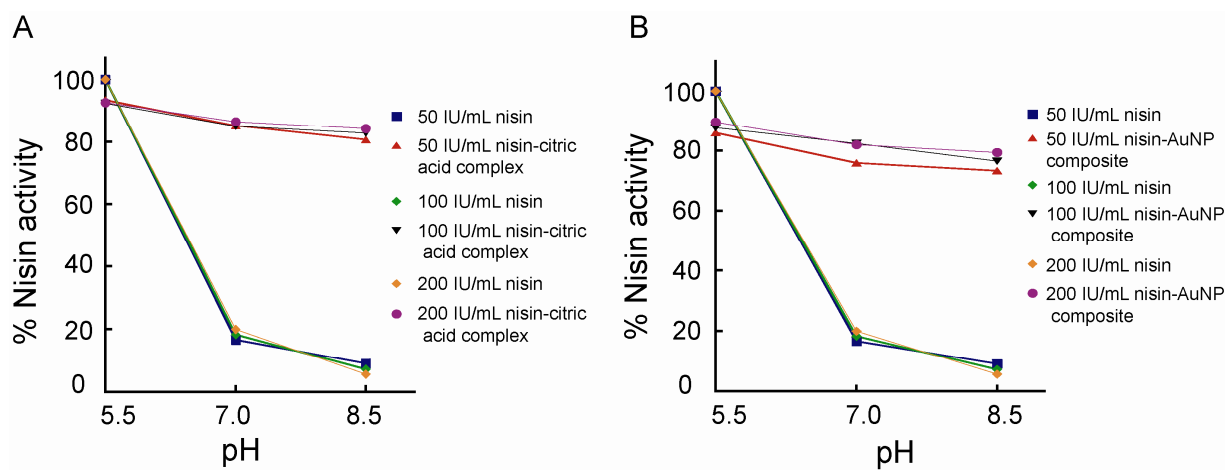 A
% Nisin activity
100
80
60
40
20
0
5.5 7.0 8.5
pH
50 IU/mL nisin
50 IU/mL nisin-citric
acid complex
100 IU/mL nisin
100 IU/mL nisin-citric
acid complex
200 IU/mL nisin
200 IU/mL nisin-citric
acid complex
B
% Nisin activity
100
80
60
40
20
0
5.5 7.0 8.5
pH
50 IU/mL nisin
50 IU/mL nisin-AuNP
composite
100 IU/mL nisin
100 IU/mL nisin-AuNP
composite
200 IU/mL nisin
200 IU/mL nisin-AuNP
composite